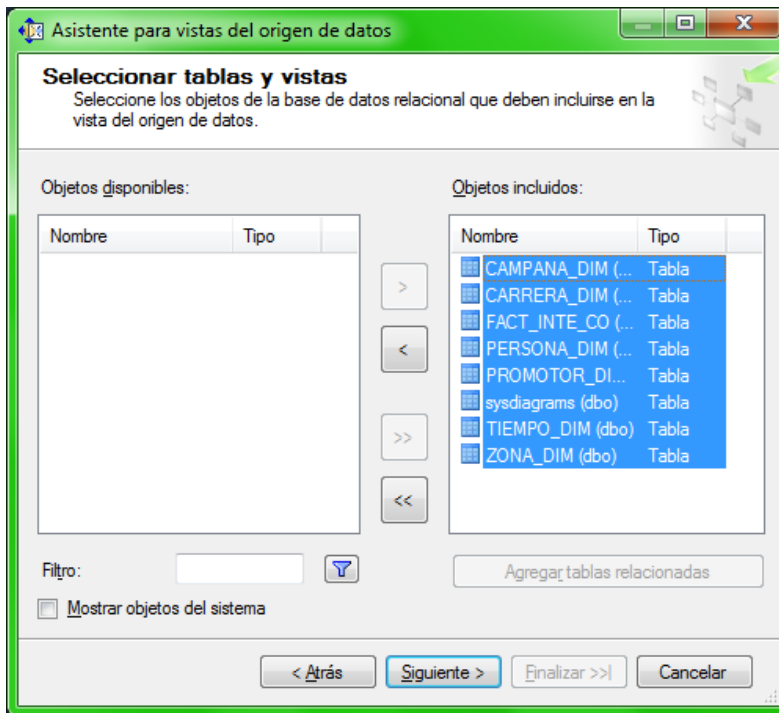 Asistente para vistas del origen de datos
Seleccionar tablas y vistas
Seleccione los objetos de la base de datos relacional que deben incluirse en la
vista del origen de datos.
Objetos disponibles:
Nombre Tipo
>
<
>>
<<
Objetos incluidos:
Nombre Tipo
CAMPANA_DIM (... Tabla
CARRERA_DIM (... Tabla
FACT_INTE_CO (... Tabla
PERSONA_DIM (... Tabla
PROMOTOR_DI... Tabla
sysdiagrams (dbo) Tabla
TIEMPO_DIM (dbo) Tabla
ZONA_DIM (dbo) Tabla
Filtro:
Agregar tablas relacionadas
Mostrar objetos del sistema
< Atrás Siguiente > Finalizar >>| Cancelar